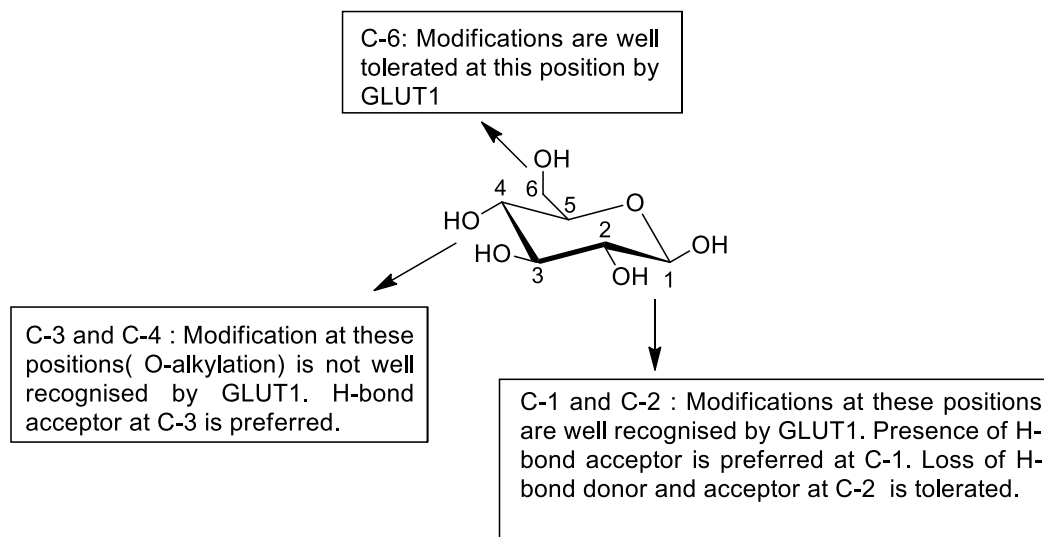 C-6: Modifications are well
tolerated at this position by
GLUT1
OH
6
4
5
O
HO
2
OH
HO
3
OH
1
C-3 and C-4 : Modification at these
positions( O-alkylation) is not well
recognised by GLUT1. H-bond
acceptor at C-3 is preferred.
C-1 and C-2 : Modifications at these positions
are well recognised by GLUT1. Presence of H-
bond acceptor is preferred at C-1. Loss of H-
bond donor and acceptor at C-2 is tolerated.